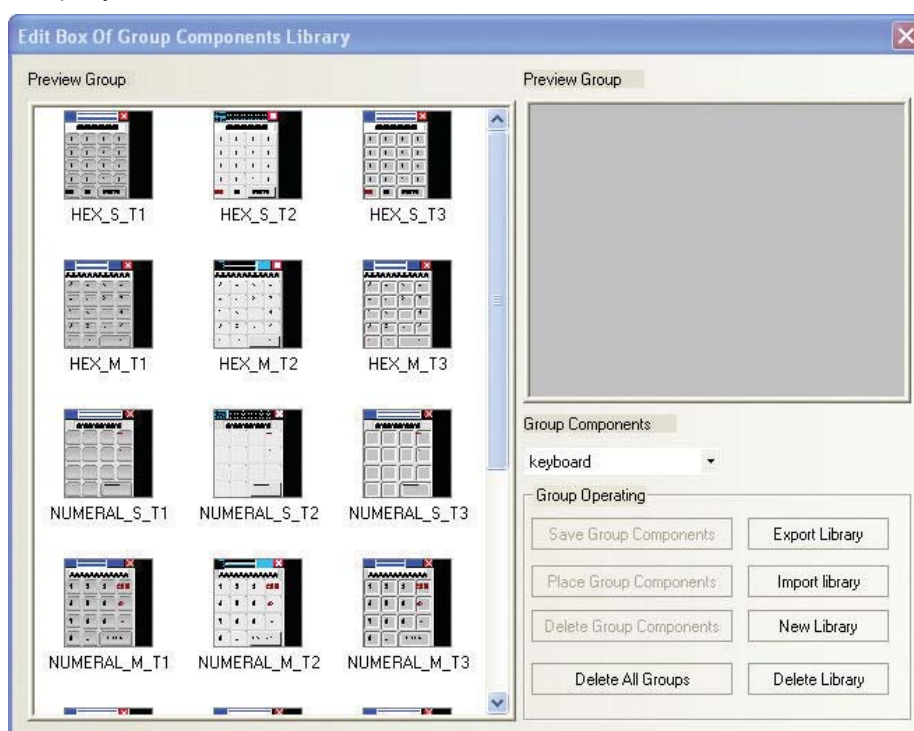 Edit Box Of Group Components Library
Preview Group
HEX_S_T1 HEX_S_T2 HEX_S_T3
HEX_M_T1 HEX_M_T2 HEX_M_T3
NUMERAL_S_T1 NUMERAL_S_T2 NUMERAL_S_T3
NUMERAL_M_T1 NUMERAL_M_T2 NUMERAL_M_T3
Preview Group
Group Components
keyboard
Group Operating
Save Group Components Export Library
Place Group Components Import library
Delete Group Components New Library
Delete All Groups Delete Library